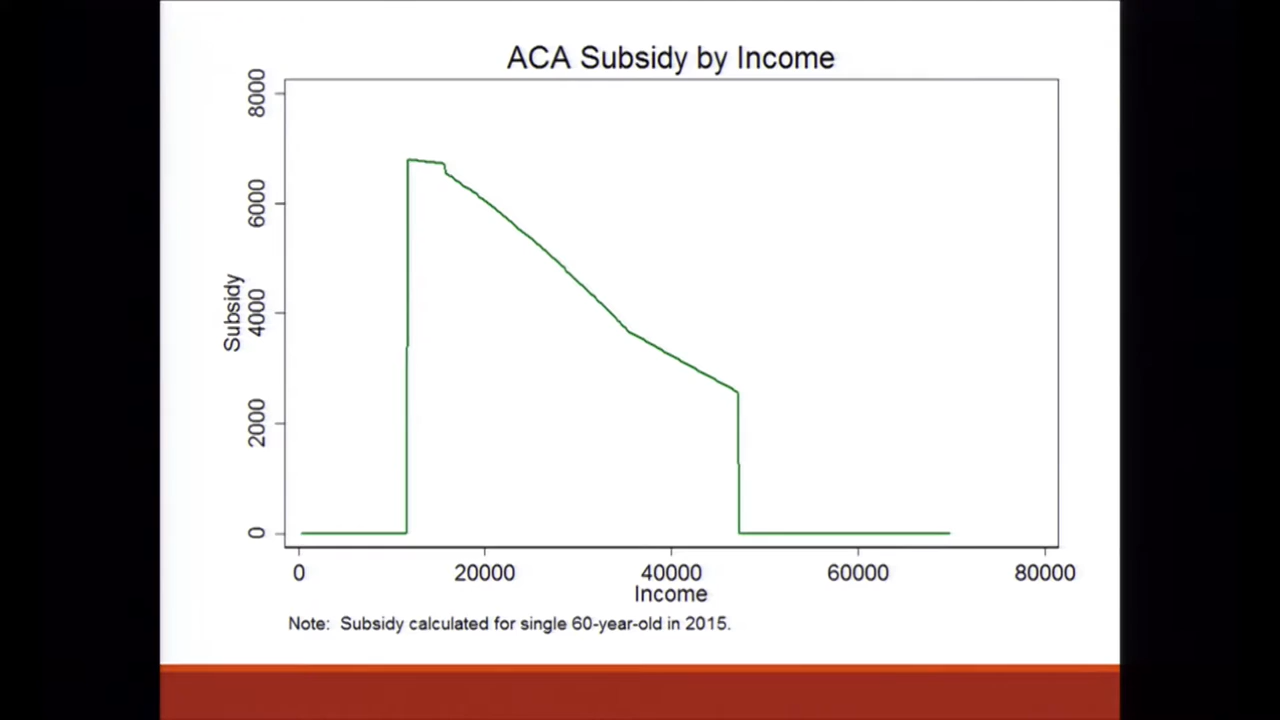 ACA Subsidy by Income
8000
6000
4000
2000
0
Subsidy
0 20000 40000 60000 80000
Income
Note: Subsidy calculated for single 60-year-old in 2015.